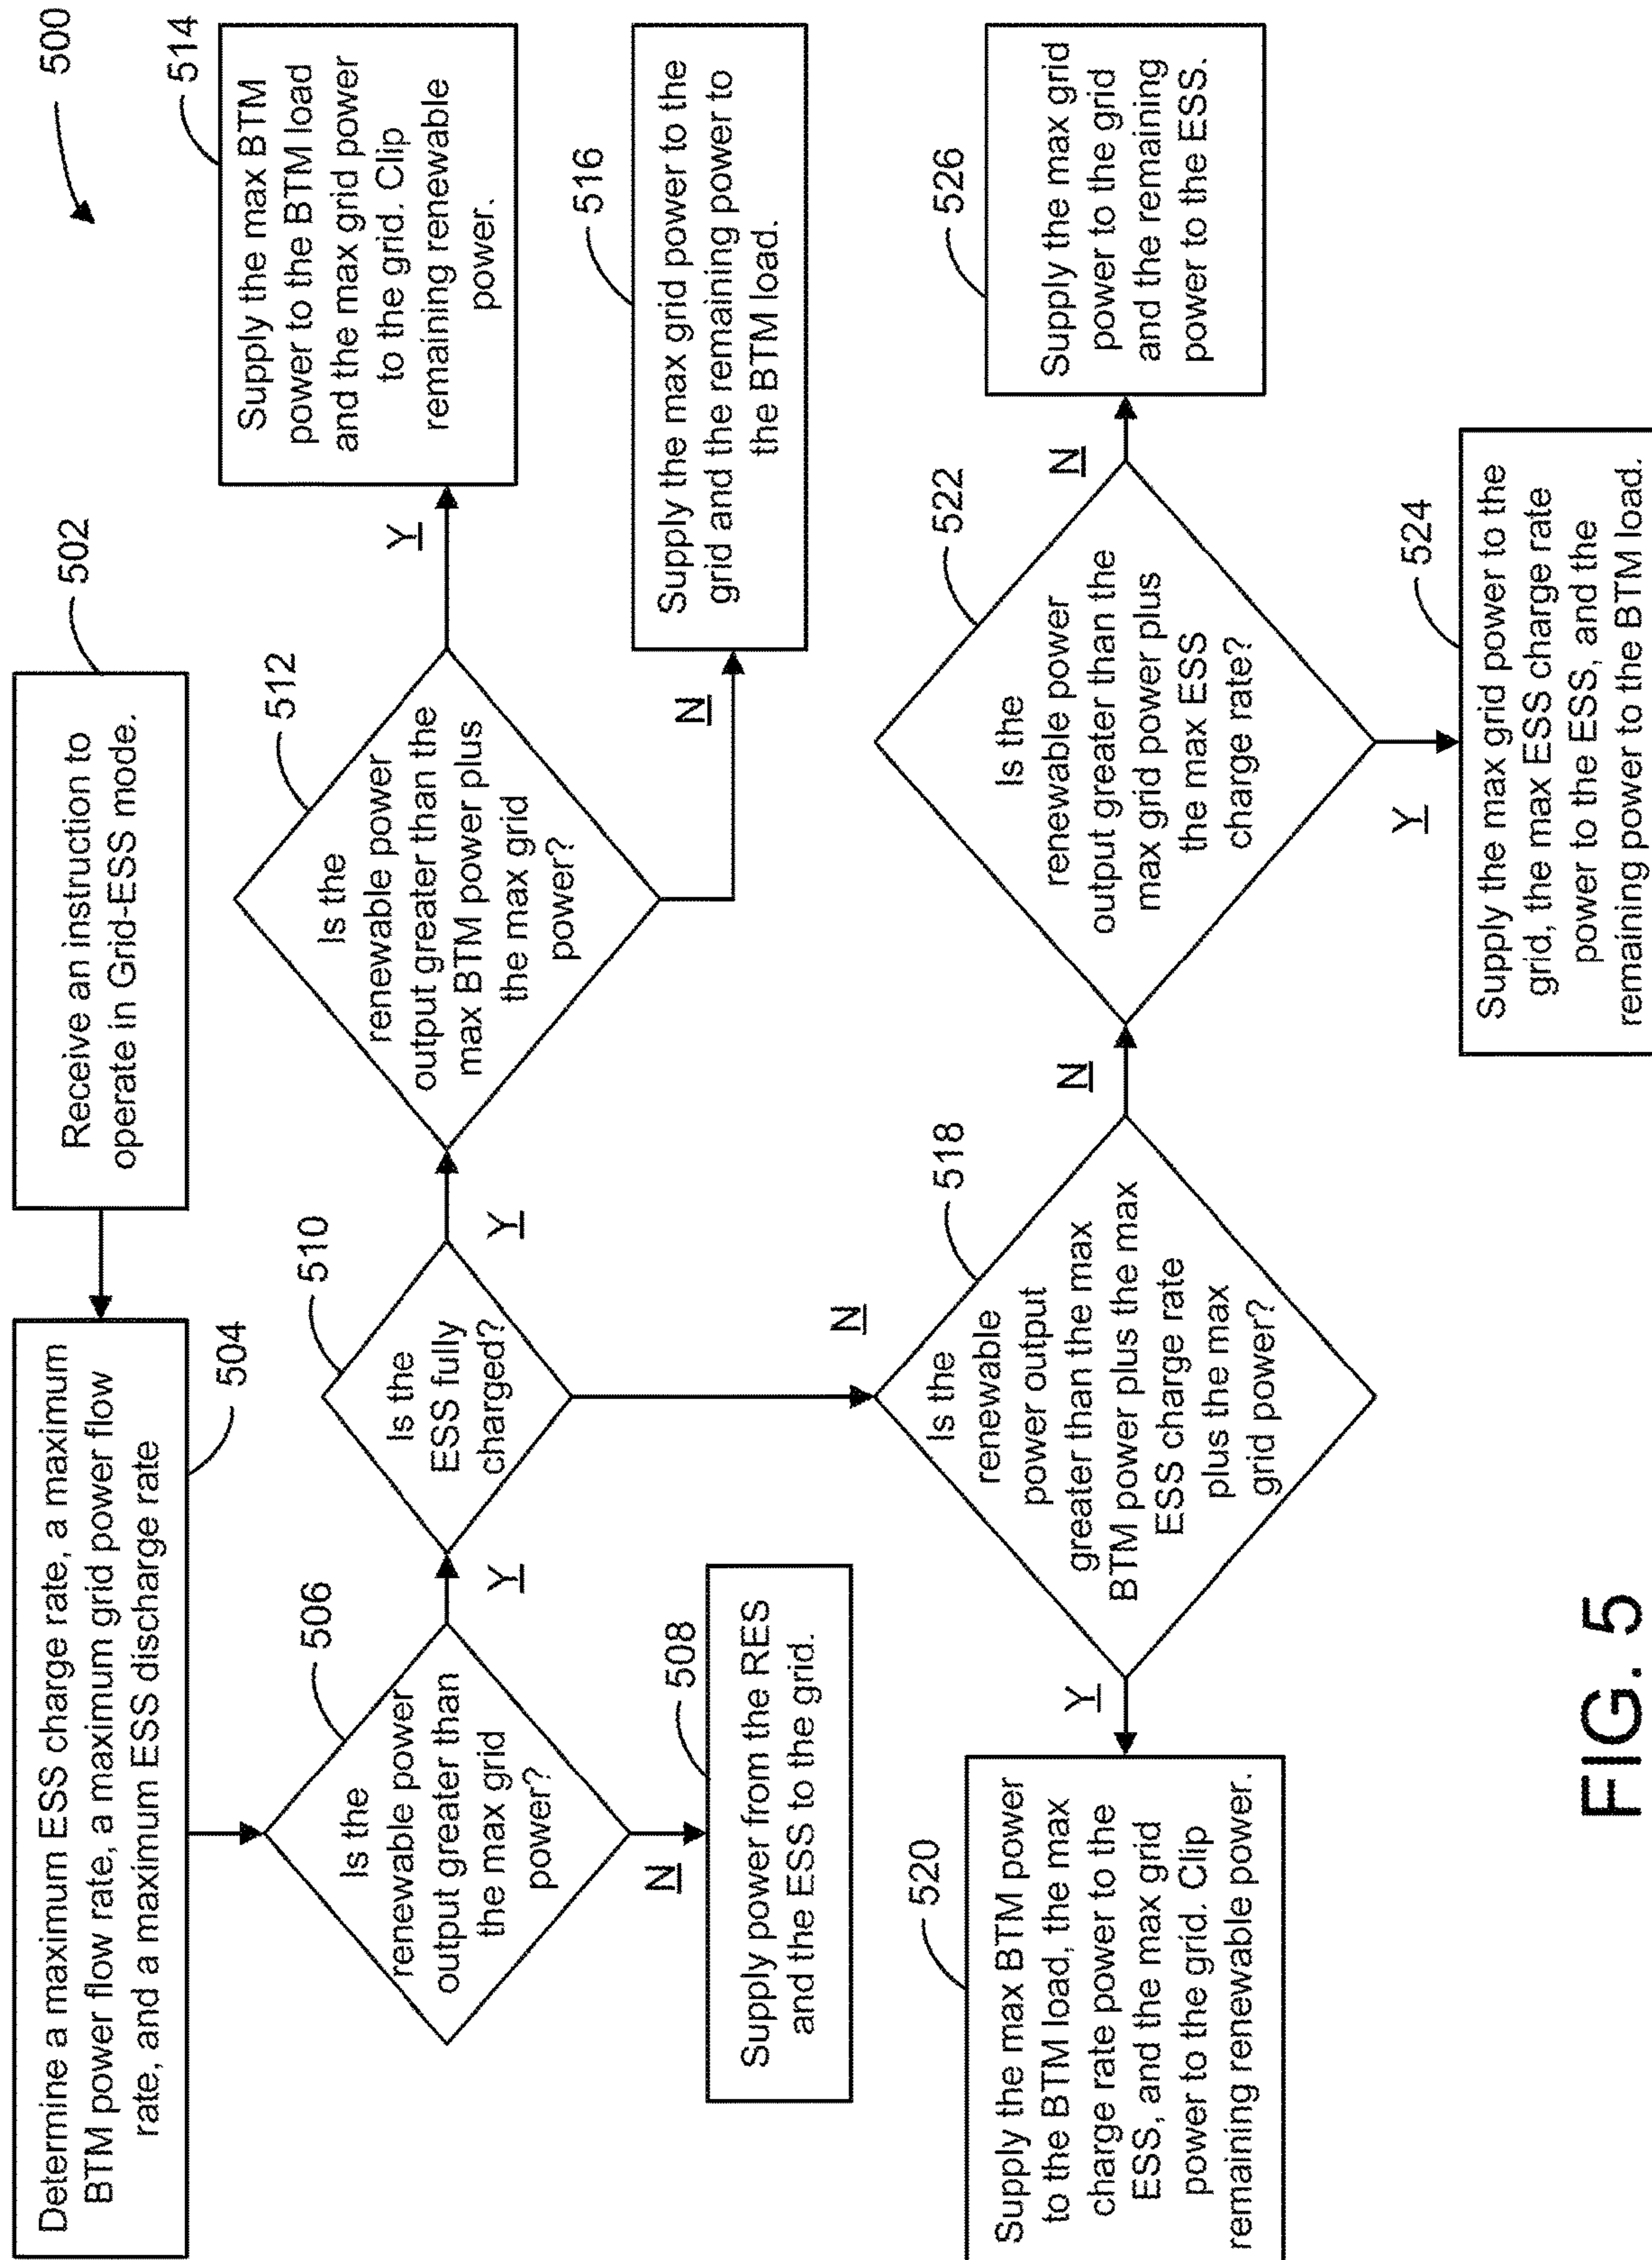 500
Receive an instruction to
operate in Grid-ESS mode.
502
Determine a maximum ESS charge rate, a maximum
BTM power flow rate, a maximum grid power flow
rate, and a maximum ESS discharge rate
504
Is the
renewable power
output greater than
the max grid
power?
506
N
Y
Supply power from the RES
and the ESS to the grid.
508
Is the
ESS fully
charged?
510
Y
N
Is the
renewable power
output greater than the
max BTM power plus
the max grid
power?
512
Y
N
Supply the max BTM
power to the BTM load
and the max grid power
to the grid. Clip
remaining renewable
power.
514
Supply the max grid power to the
grid and the remaining power to
the BTM load.
516
Is the
renewable
power output
greater than the max
BTM power plus the max
ESS charge rate
plus the max
grid power?
518
Y
N
Supply the max BTM power
to the BTM load, the max
charge rate power to the
ESS, and the max grid
power to the grid. Clip
remaining renewable power.
520
Is the
renewable power
output greater than the
max grid power plus
the max ESS
charge rate?
522
Y
N
Supply the max grid power to the
grid, the max ESS charge rate
power to the ESS, and the
remaining power to the BTM load.
524
Supply the max grid
power to the grid
and the remaining
power to the ESS.
526
FIG. 5